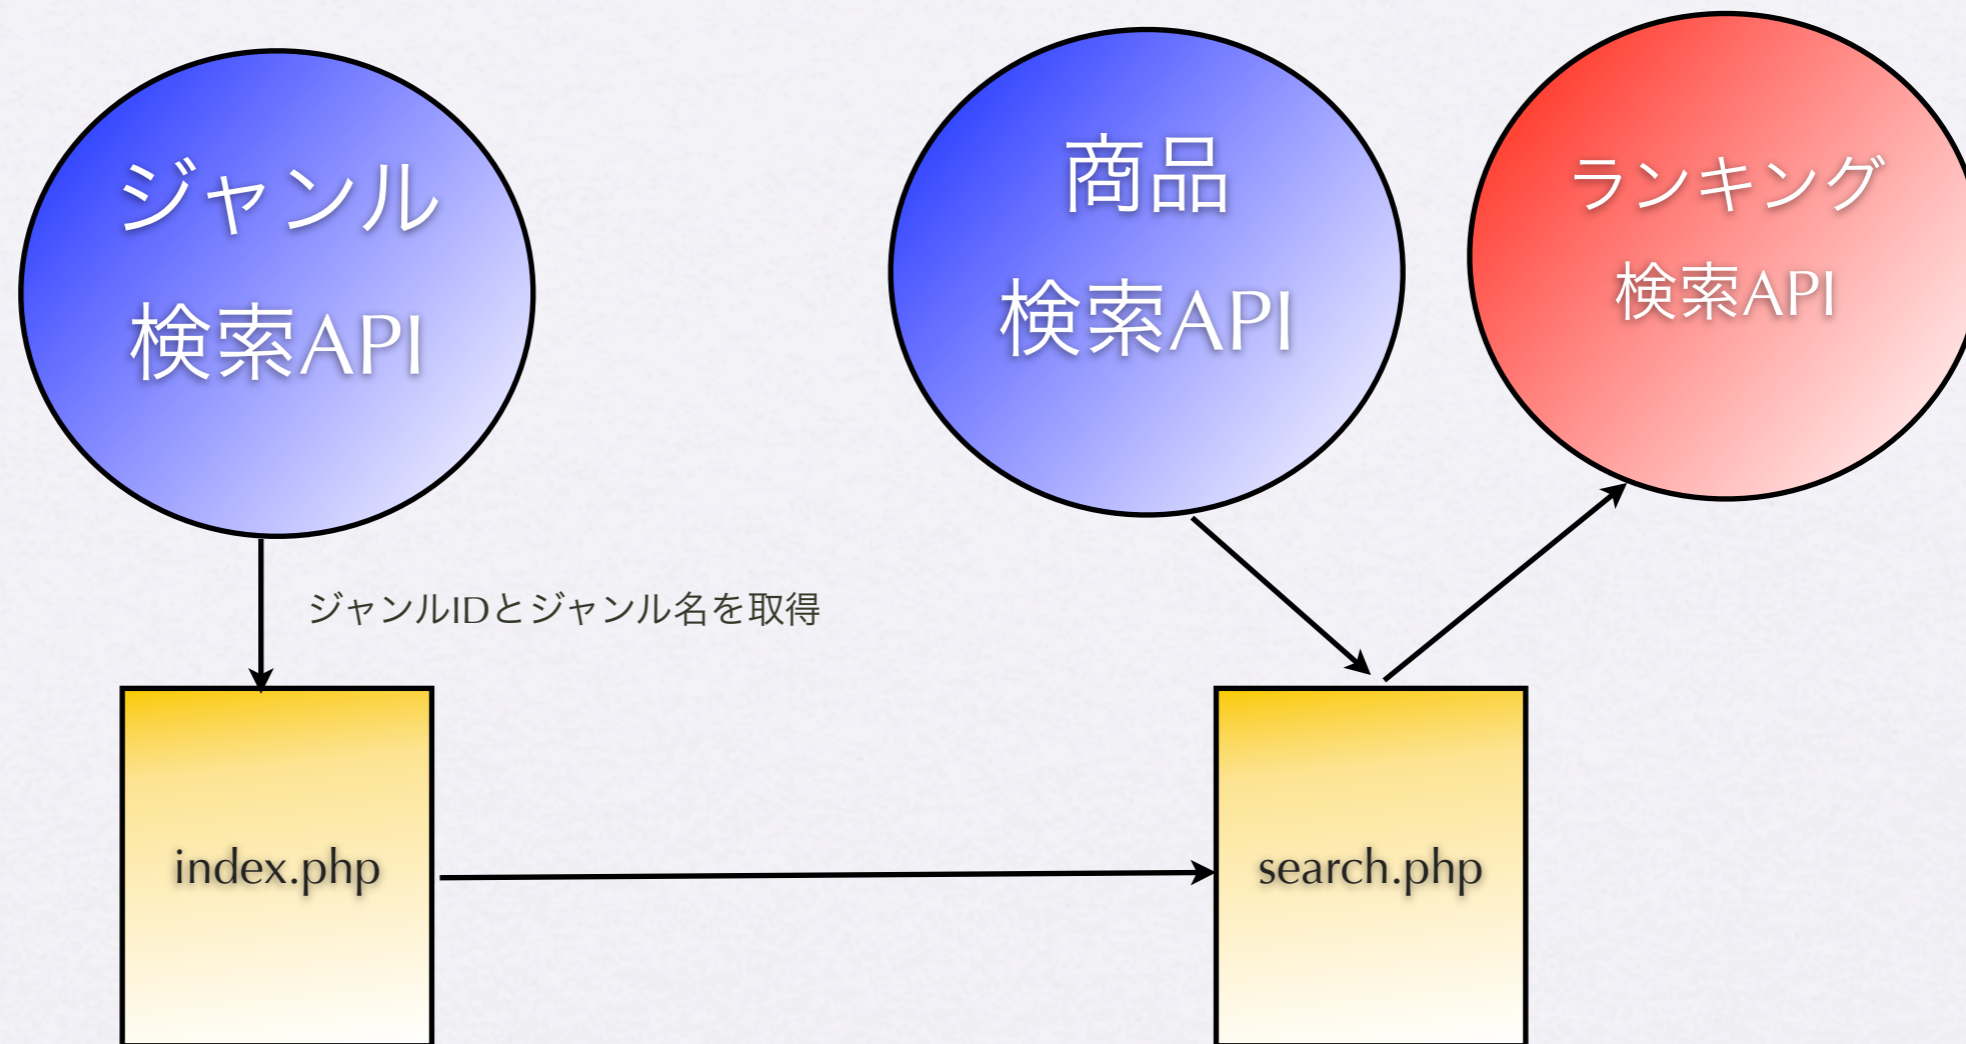 ジャンル
検索API
商品
検索API
ランキング
検索API
ジャンルIDとジャンル名を取得
index.php
search.php